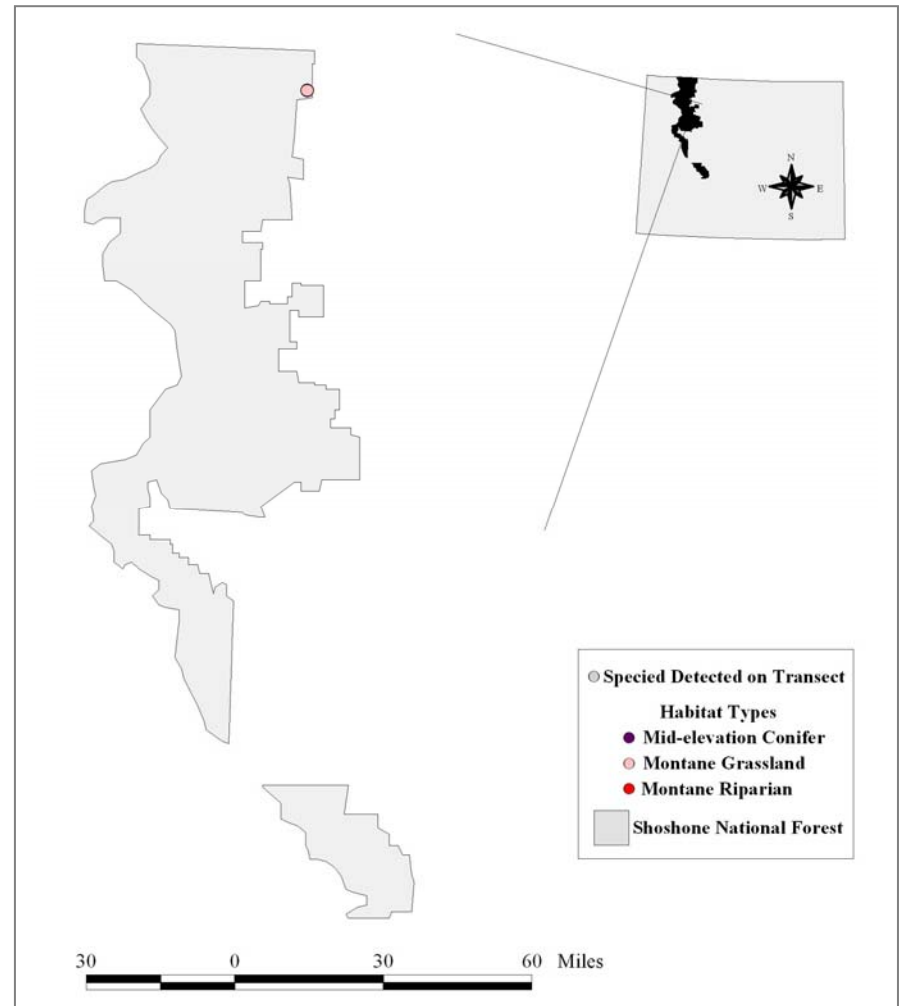 N
W E
S
Specied Detected on Transect
Habitat Types
Mid-elevation Conifer
Montane Grassland
Montane Riparian
Shoshone National Forest
30 0 30 60 Miles